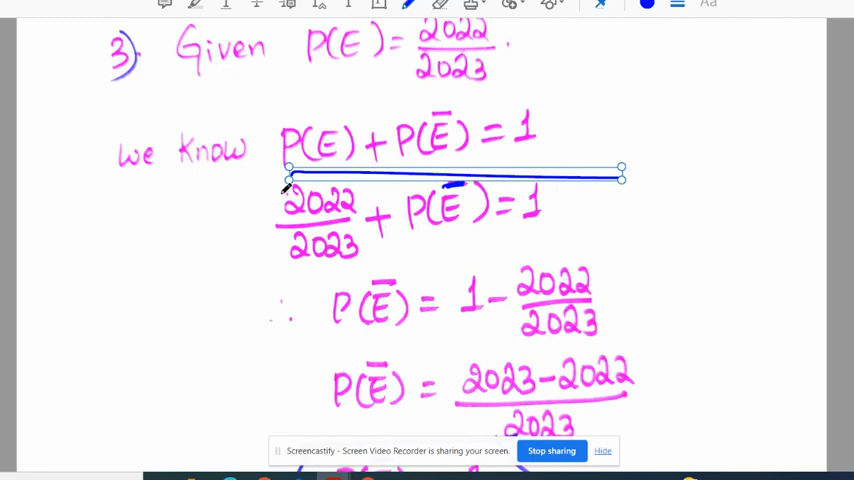 Aa
3) Given P(E) = 2022/2023 .
we know P(E) + P(Ē) = 1
2022/2023 + P(Ē) = 1
∴ P(Ē) = 1 - 2022/2023
P(Ē) = 2023-2022/2023
Screencastify - Screen Video Recorder is sharing your screen. Stop sharing Hide